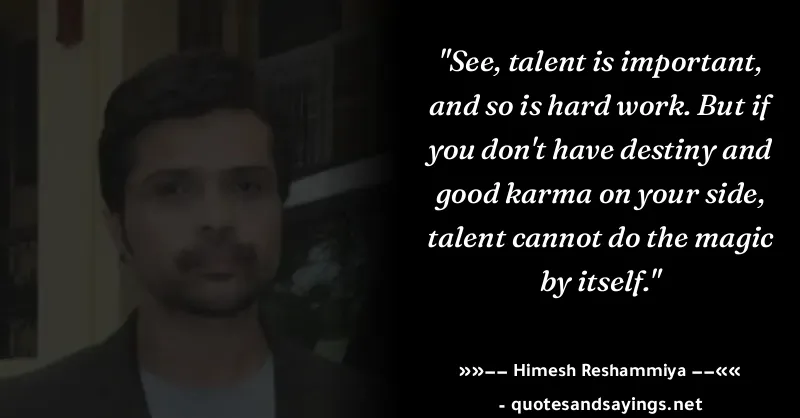 "See, talent is important,
and so is hard work. But if
you don't have destiny and
good karma on your side,
talent cannot do the magic
by itself."
»»−− Himesh Reshammiya −−««
- quotesandsayings.net